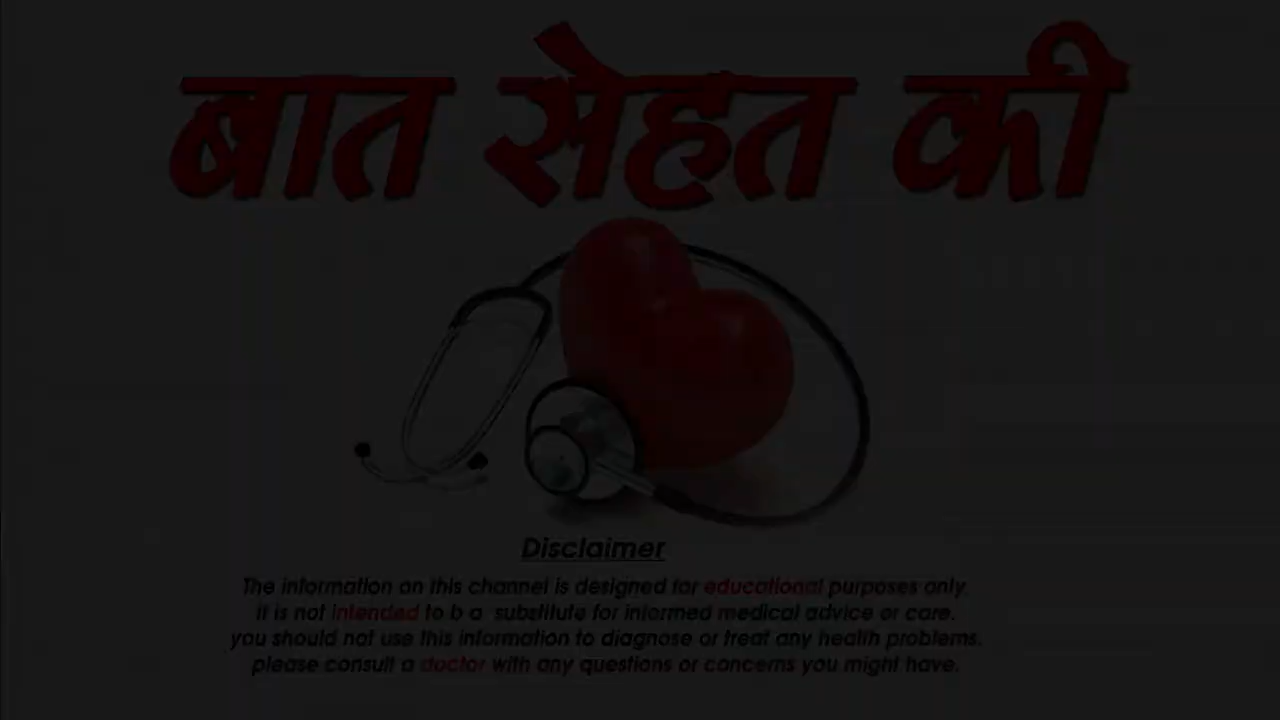 बात सेहत की
Disclaimer
The information on this channel is designed for educational purposes only.
it is not intended to b a substitute for informed medical advice or care.
you should not use this information to diagnose or treat any health problems.
please consult a doctor with any questions or concerns you might have.